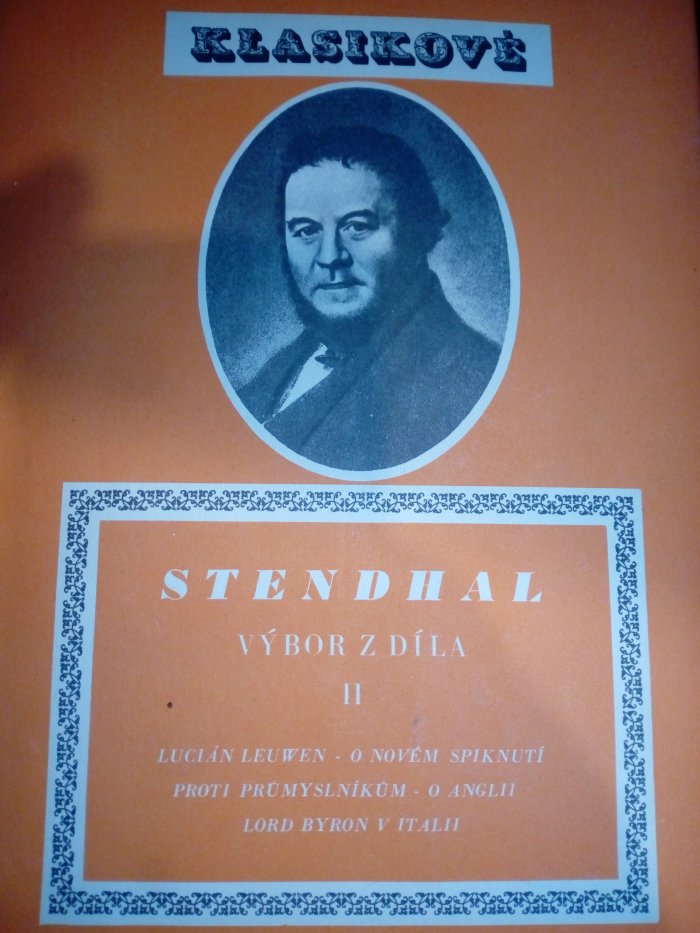 KLASIKOVÉ
STENDHAL
VÝBOR Z DÍLA
II
LUCIÁN LEUWEN - O NOVÉM SPIKNUTÍ
PROTI PRŮMYSLNÍKŮM - O ANGLII
LORD BYRON V ITALII